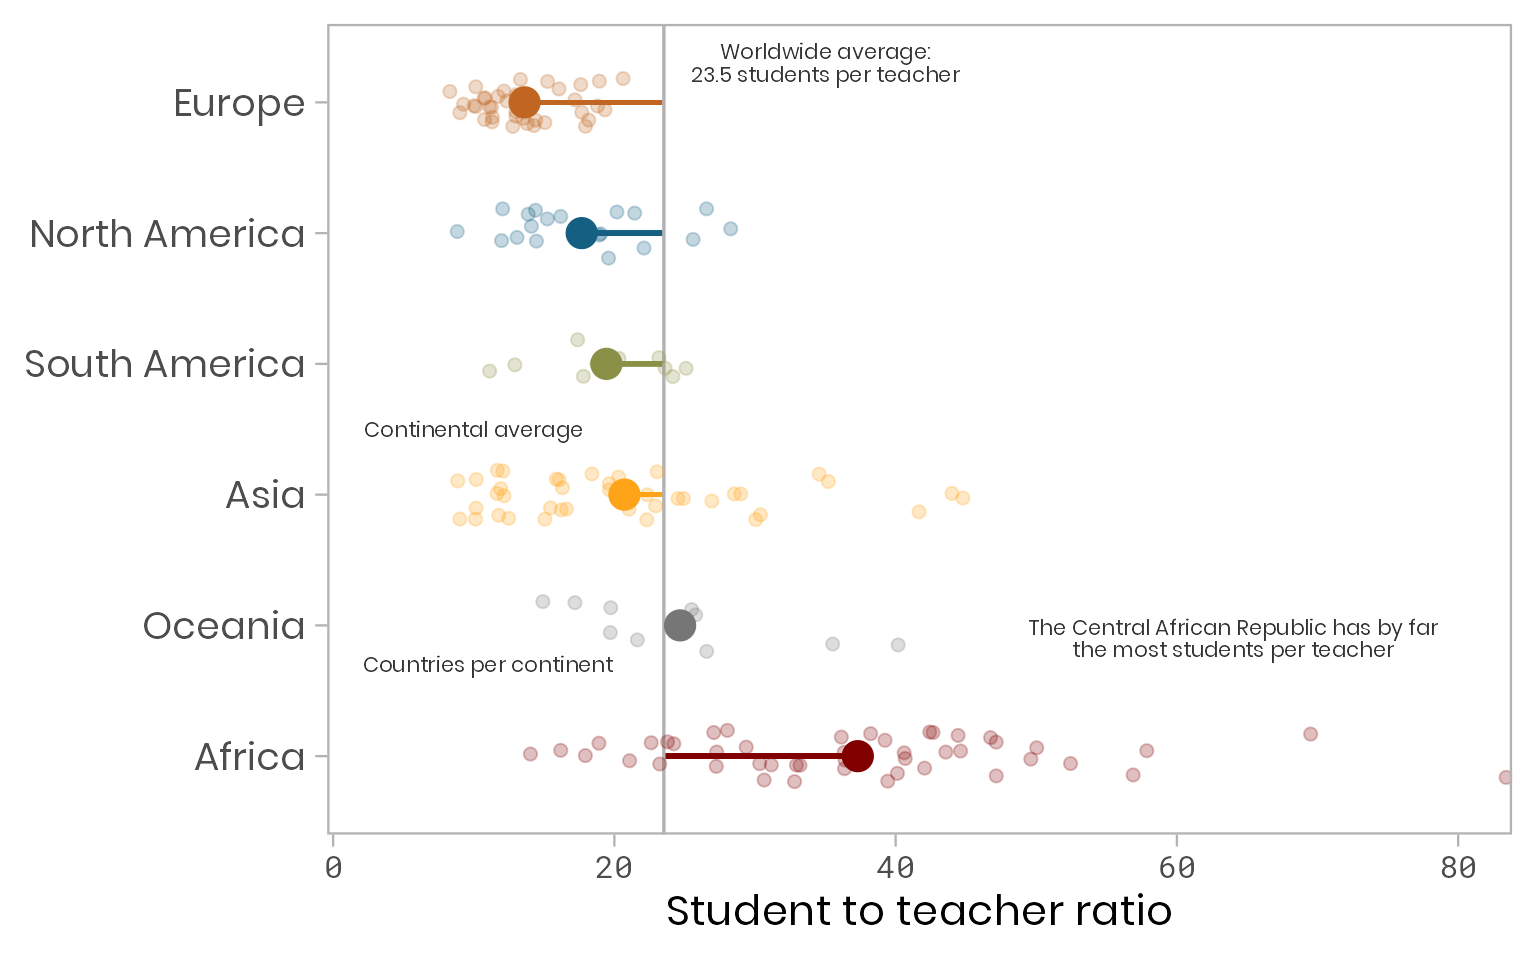 Worldwide average:
23.5 students per teacher
Europe
North America
South America
Continental average
Asia
Oceania
The Central African Republic has by far
the most students per teacher
Countries per continent
Africa
0 20 40 60 80
Student to teacher ratio